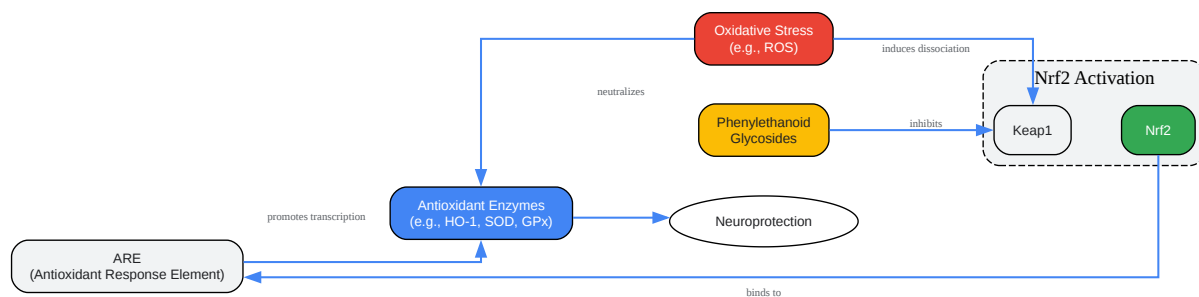 Oxidative Stress
(e.g., ROS)
induces dissociation
Nrf2 Activation
neutralizes
Phenylethanoid
Glycosides
inhibits
Keap1
Nrf2
Antioxidant Enzymes
(e.g., HO-1, SOD, GPx)
promotes transcription
Neuroprotection
ARE
(Antioxidant Response Element)
binds to